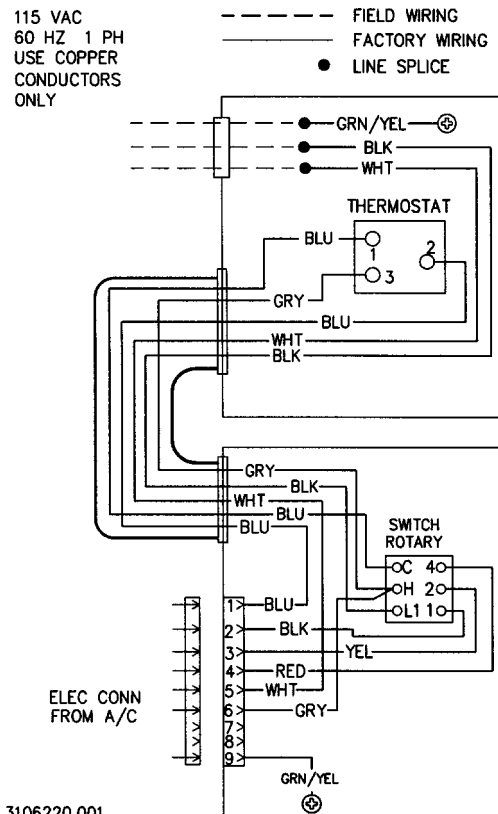 115 VAC
60 HZ 1 PH
USE COPPER
CONDUCTORS
ONLY
FIELD WIRING
FACTORY WIRING
LINE SPLICE
GRN/YEL
BLK
WHT
THERMOSTAT
BLU
1
2
3
GRY
BLU
WHT
BLK
GRY
BLK
WHT
BLU
BLU
SWITCH
ROTARY
C 4
H 2
L1 1
1 BLU
2 BLK
3 YEL
4 RED
5 WHT
6 GRY
7
8
9
ELEC CONN
FROM A/C
GRN/YEL
3106220.001